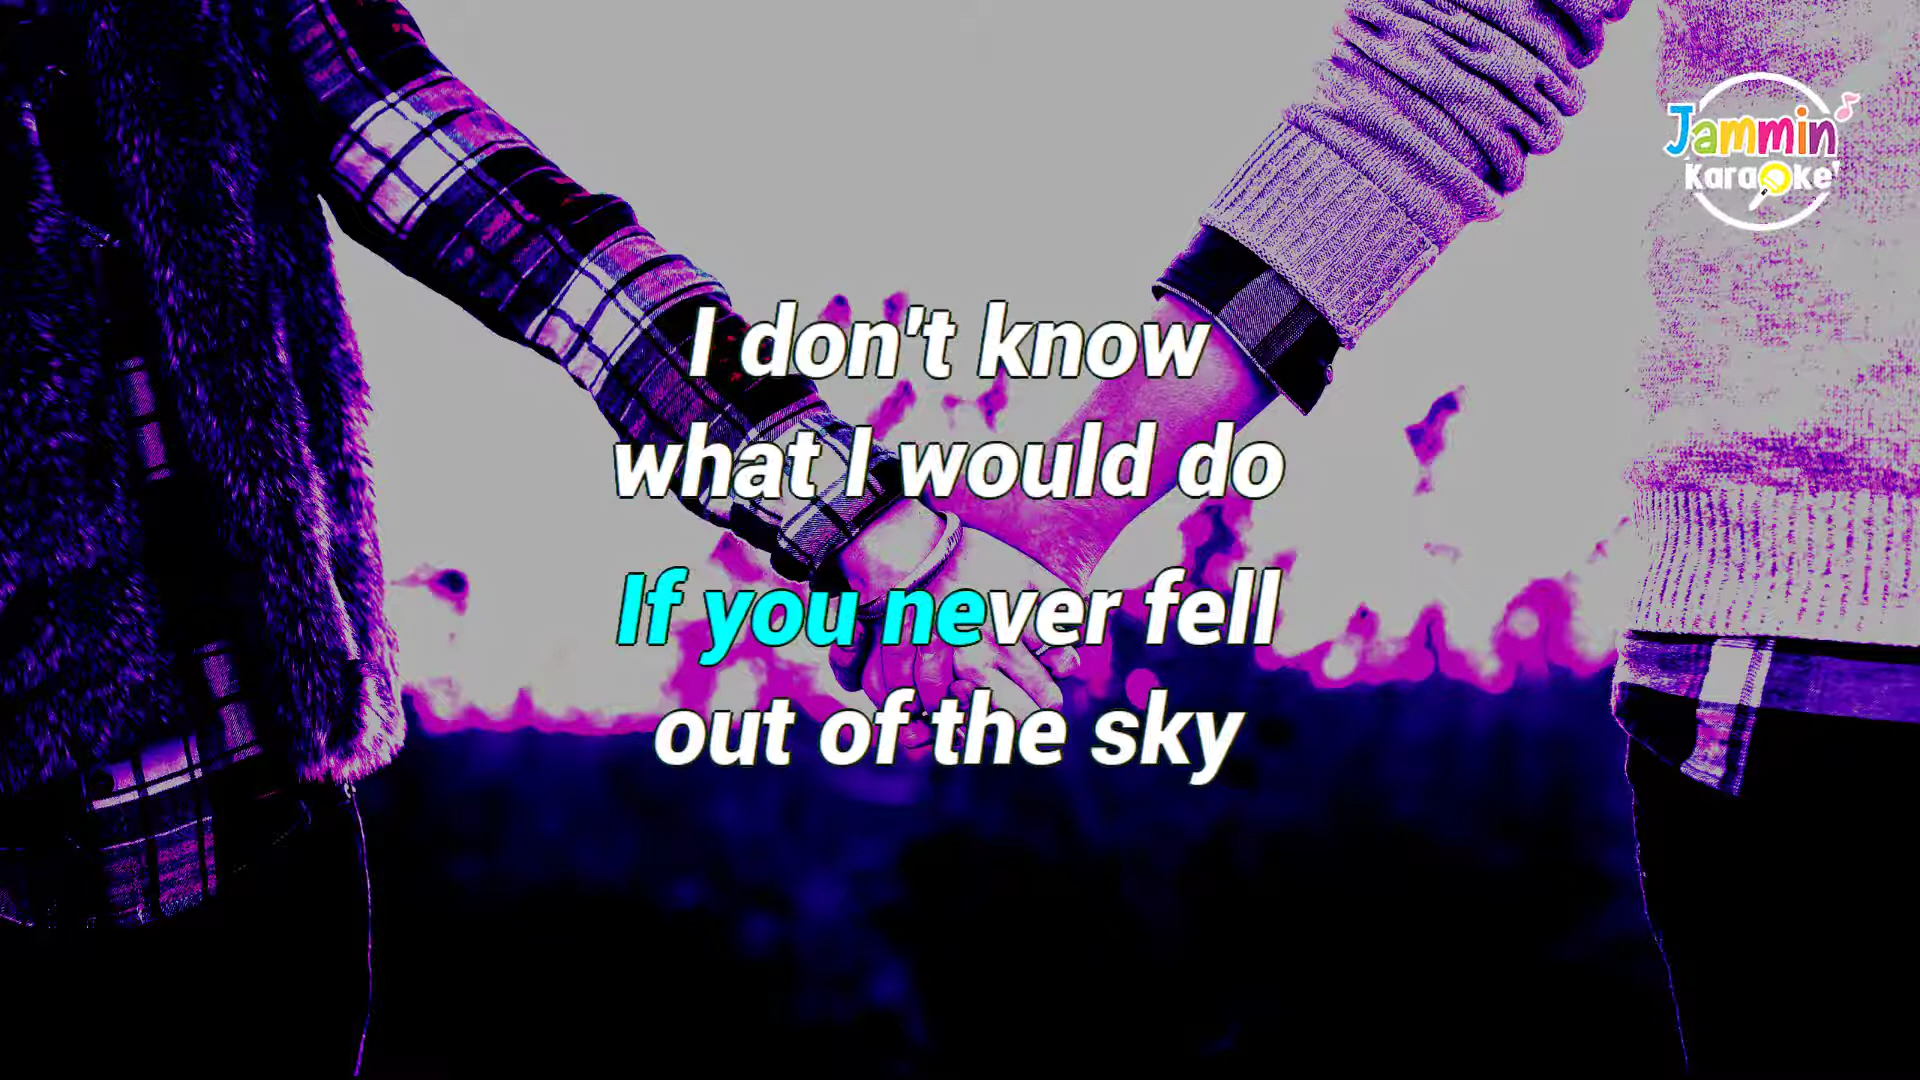 Jammin'
Karaoke
I don't know
what I would do
If you never fell
out of the sky